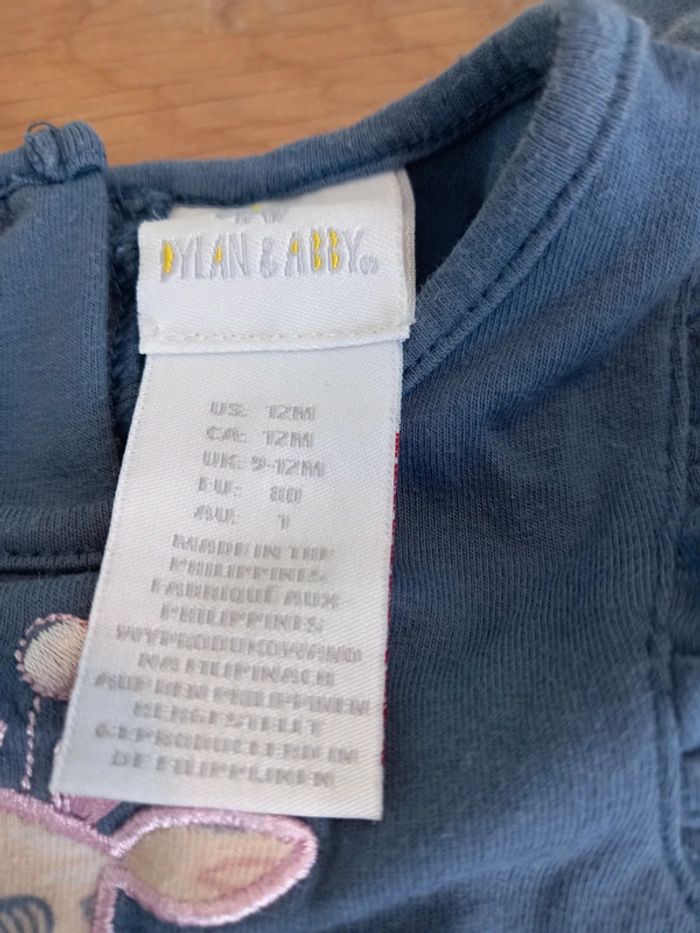 DYLAN & ABBY®
US: 12M
CA: 12M
UK: 9-12M
EU: 80
AU: 1
MADE IN THE
PHILIPPINES
FABRIQUÉ AUX
PHILIPPINES
WYPRODUKOWANO
NA FILIPINACH
AUF DEN PHILIPPINEN
HERGESTELLT
GEPRODUCEERD IN
DE FILIPPIJNEN